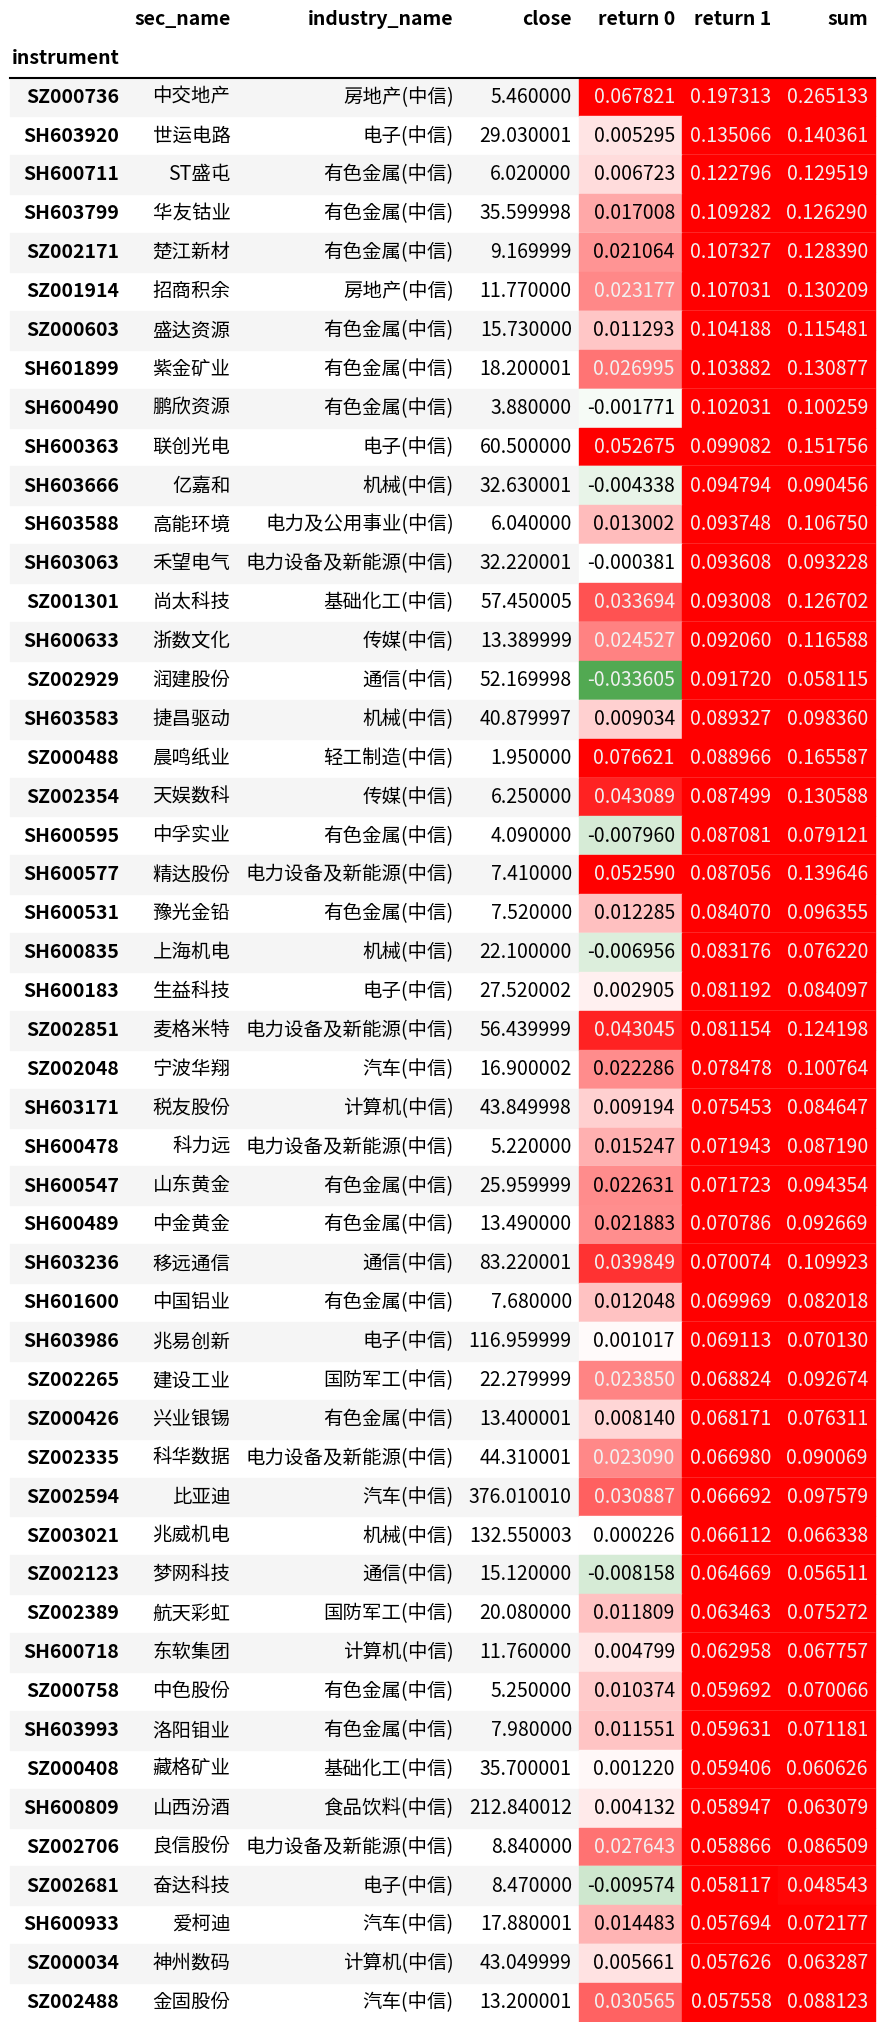 sec_name industry_name close return 0 return 1 sum
instrument
SZ000736 中交地产 房地产(中信) 5.460000 0.067821 0.197313 0.265133
SH603920 世运电路 电子(中信) 29.030001 0.005295 0.135066 0.140361
SH600711 ST盛屯 有色金属(中信) 6.020000 0.006723 0.122796 0.129519
SH603799 华友钴业 有色金属(中信) 35.599998 0.017008 0.109282 0.126290
SZ002171 楚江新材 有色金属(中信) 9.169999 0.021064 0.107327 0.128390
SZ001914 招商积余 房地产(中信) 11.770000 0.023177 0.107031 0.130209
SZ000603 盛达资源 有色金属(中信) 15.730000 0.011293 0.104188 0.115481
SH601899 紫金矿业 有色金属(中信) 18.200001 0.026995 0.103882 0.130877
SH600490 鹏欣资源 有色金属(中信) 3.880000 -0.001771 0.102031 0.100259
SH600363 联创光电 电子(中信) 60.500000 0.052675 0.099082 0.151756
SH603666 亿嘉和 机械(中信) 32.630001 -0.004338 0.094794 0.090456
SH603588 高能环境 电力及公用事业(中信) 6.040000 0.013002 0.093748 0.106750
SH603063 禾望电气 电力设备及新能源(中信) 32.220001 -0.000381 0.093608 0.093228
SZ001301 尚太科技 基础化工(中信) 57.450005 0.033694 0.093008 0.126702
SH600633 浙数文化 传媒(中信) 13.389999 0.024527 0.092060 0.116588
SZ002929 润建股份 通信(中信) 52.169998 -0.033605 0.091720 0.058115
SH603583 捷昌驱动 机械(中信) 40.879997 0.009034 0.089327 0.098360
SZ000488 晨鸣纸业 轻工制造(中信) 1.950000 0.076621 0.088966 0.165587
SZ002354 天娱数科 传媒(中信) 6.250000 0.043089 0.087499 0.130588
SH600595 中孚实业 有色金属(中信) 4.090000 -0.007960 0.087081 0.079121
SH600577 精达股份 电力设备及新能源(中信) 7.410000 0.052590 0.087056 0.139646
SH600531 豫光金铅 有色金属(中信) 7.520000 0.012285 0.084070 0.096355
SH600835 上海机电 机械(中信) 22.100000 -0.006956 0.083176 0.076220
SH600183 生益科技 电子(中信) 27.520002 0.002905 0.081192 0.084097
SZ002851 麦格米特 电力设备及新能源(中信) 56.439999 0.043045 0.081154 0.124198
SZ002048 宁波华翔 汽车(中信) 16.900002 0.022286 0.078478 0.100764
SH603171 税友股份 计算机(中信) 43.849998 0.009194 0.075453 0.084647
SH600478 科力远 电力设备及新能源(中信) 5.220000 0.015247 0.071943 0.087190
SH600547 山东黄金 有色金属(中信) 25.959999 0.022631 0.071723 0.094354
SH600489 中金黄金 有色金属(中信) 13.490000 0.021883 0.070786 0.092669
SH603236 移远通信 通信(中信) 83.220001 0.039849 0.070074 0.109923
SH601600 中国铝业 有色金属(中信) 7.680000 0.012048 0.069969 0.082018
SH603986 兆易创新 电子(中信) 116.959999 0.001017 0.069113 0.070130
SZ002265 建设工业 国防军工(中信) 22.279999 0.023850 0.068824 0.092674
SZ000426 兴业银锡 有色金属(中信) 13.400001 0.008140 0.068171 0.076311
SZ002335 科华数据 电力设备及新能源(中信) 44.310001 0.023090 0.066980 0.090069
SZ002594 比亚迪 汽车(中信) 376.010010 0.030887 0.066692 0.097579
SZ003021 兆威机电 机械(中信) 132.550003 0.000226 0.066112 0.066338
SZ002123 梦网科技 通信(中信) 15.120000 -0.008158 0.064669 0.056511
SZ002389 航天彩虹 国防军工(中信) 20.080000 0.011809 0.063463 0.075272
SH600718 东软集团 计算机(中信) 11.760000 0.004799 0.062958 0.067757
SZ000758 中色股份 有色金属(中信) 5.250000 0.010374 0.059692 0.070066
SH603993 洛阳钼业 有色金属(中信) 7.980000 0.011551 0.059631 0.071181
SZ000408 藏格矿业 基础化工(中信) 35.700001 0.001220 0.059406 0.060626
SH600809 山西汾酒 食品饮料(中信) 212.840012 0.004132 0.058947 0.063079
SZ002706 良信股份 电力设备及新能源(中信) 8.840000 0.027643 0.058866 0.086509
SZ002681 奋达科技 电子(中信) 8.470000 -0.009574 0.058117 0.048543
SH600933 爱柯迪 汽车(中信) 17.880001 0.014483 0.057694 0.072177
SZ000034 神州数码 计算机(中信) 43.049999 0.005661 0.057626 0.063287
SZ002488 金固股份 汽车(中信) 13.200001 0.030565 0.057558 0.088123